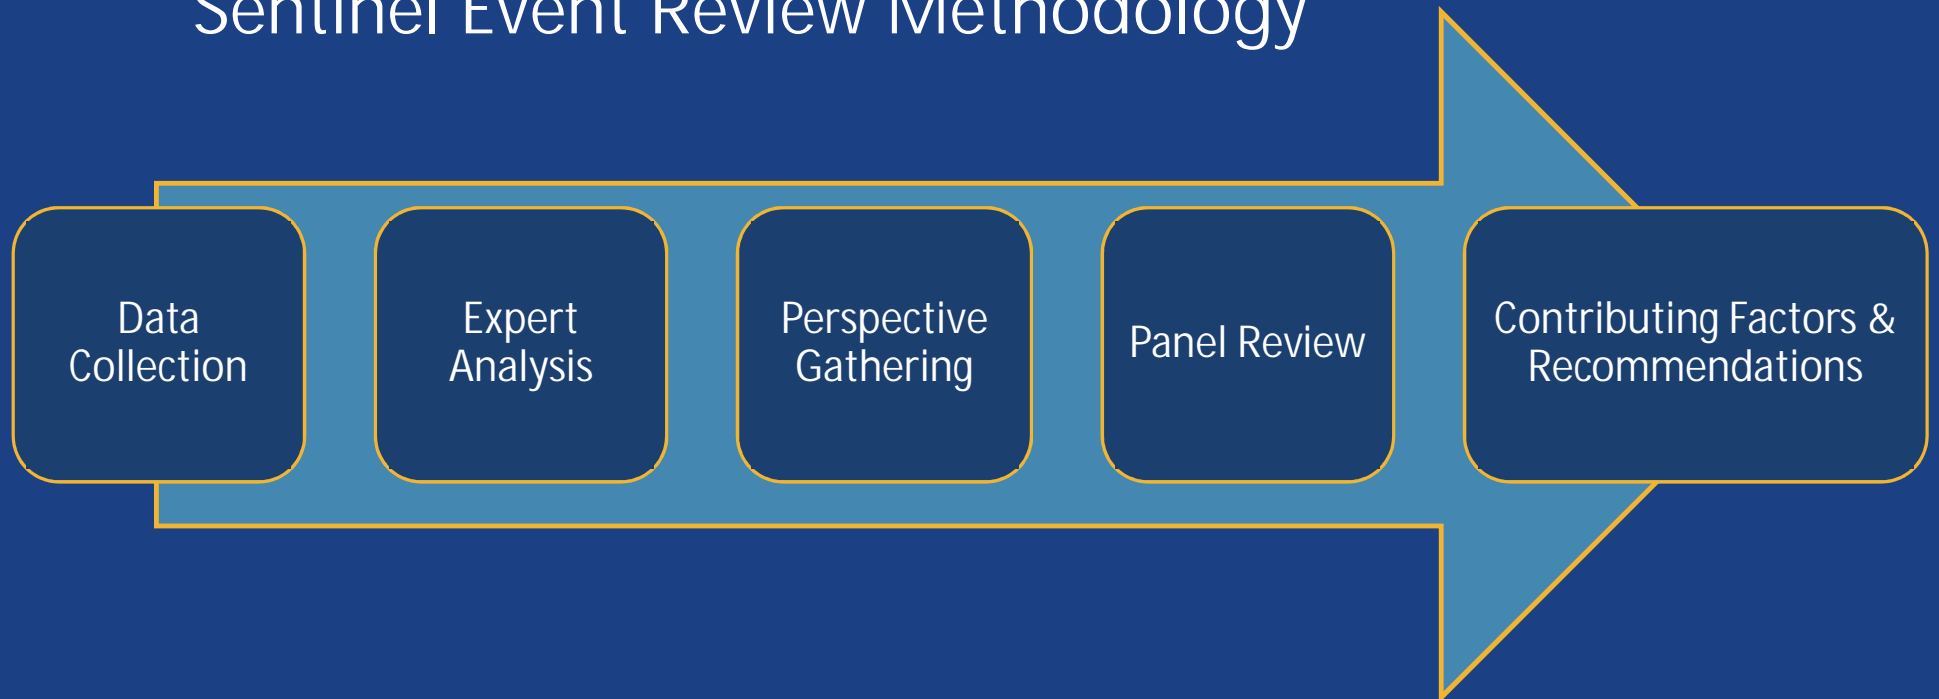 Sentinel Event Review Methodology
Data
Collection
Expert
Analysis
Perspective
Gathering
Panel Review
Contributing Factors &
Recommendations